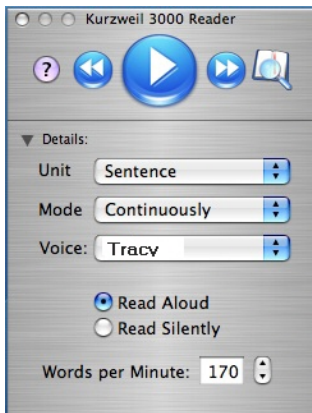 Kurzweil 3000 Reader
?
Details:
Unit Sentence
Mode Continuously
Voice: Tracy
Read Aloud
Read Silently
Words per Minute: 170